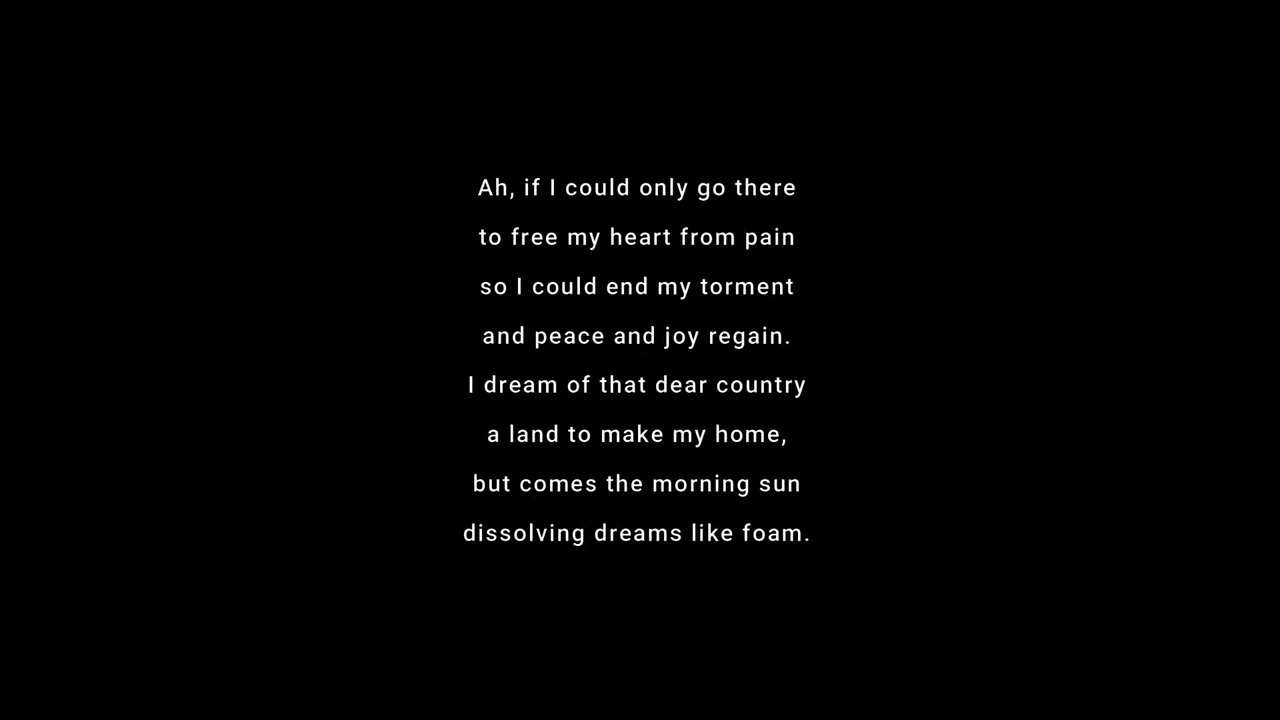 Ah, if I could only go there
to free my heart from pain
so I could end my torment
and peace and joy regain.
I dream of that dear country
a land to make my home,
but comes the morning sun
dissolving dreams like foam.